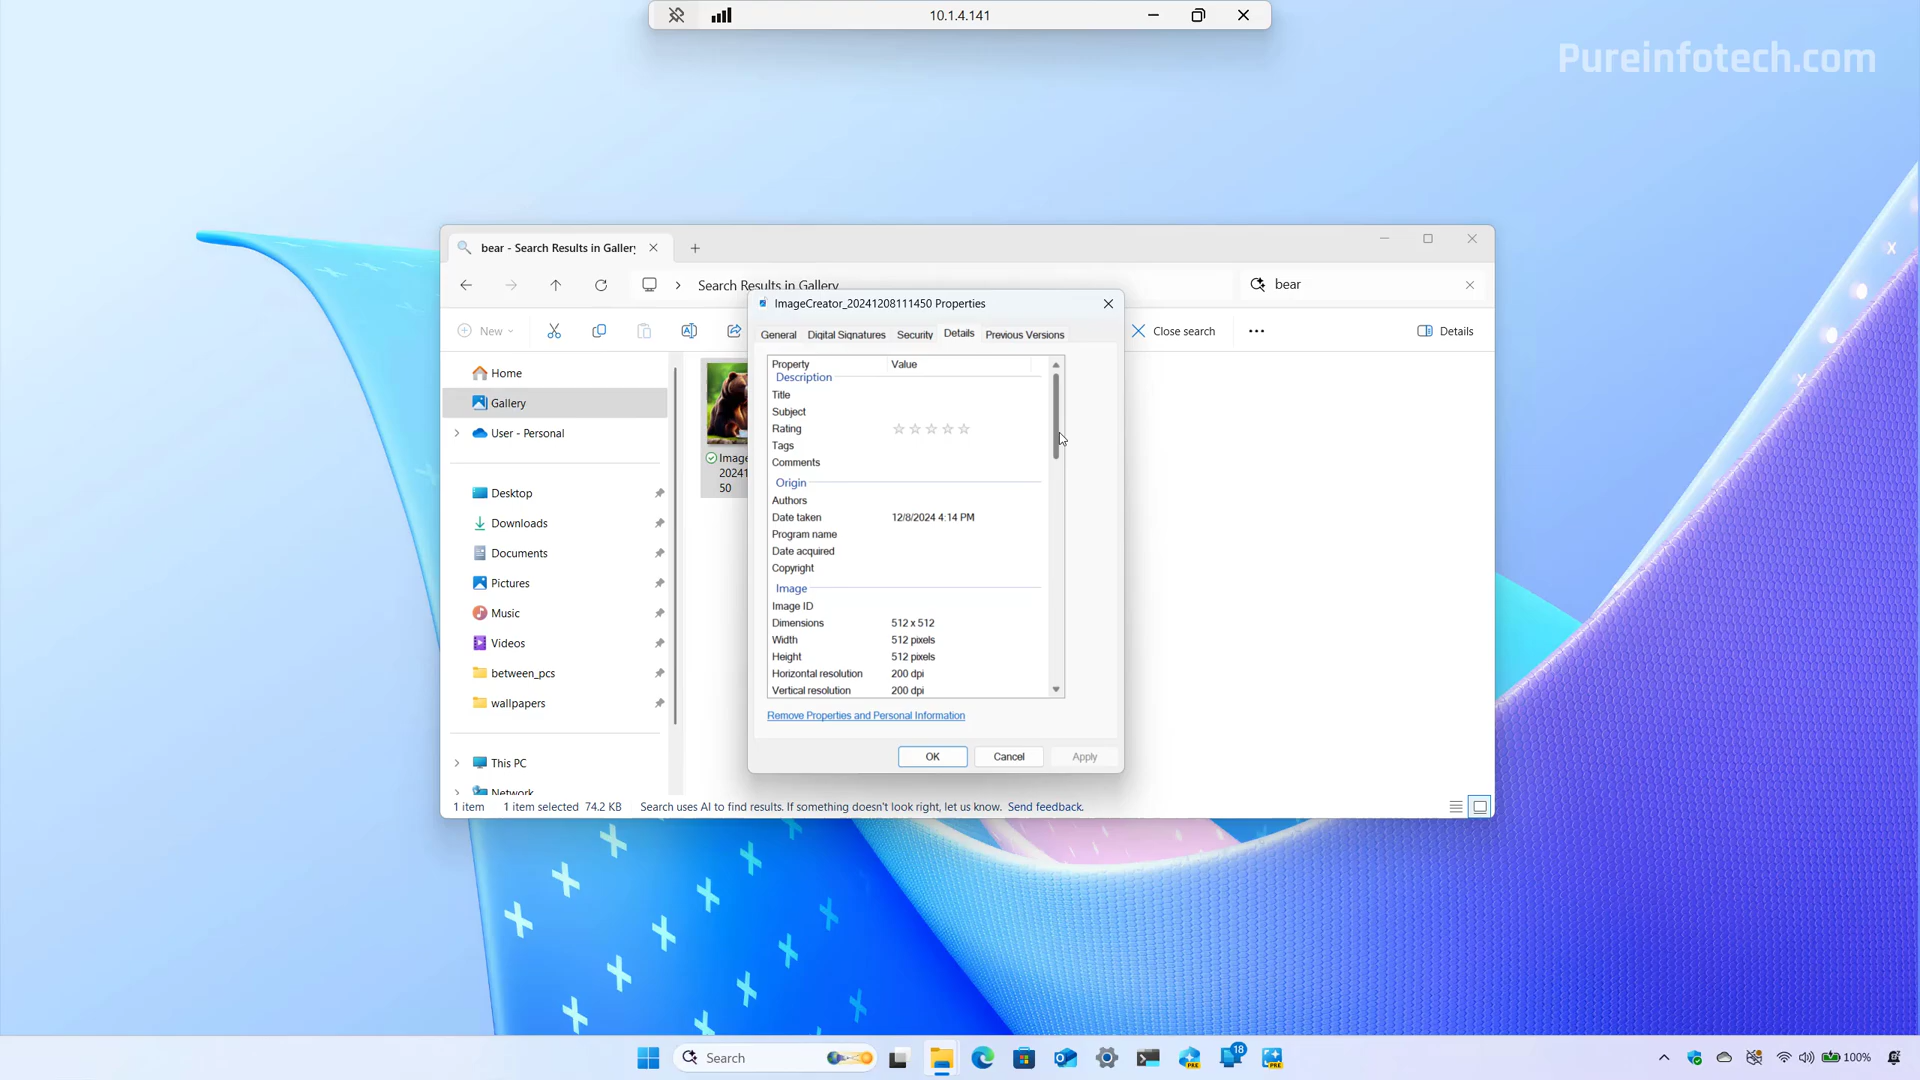 10.1.4.141
Pureinfotech.com
bear - Search Results in Gallery
Search Results in Gallery
bear
New
Close search
Details
Home
Gallery
User - Personal
Desktop
Downloads
Documents
Pictures
Music
Videos
between_pcs
wallpapers
This PC
Network
Image
20241
50
ImageCreator_20241208111450 Properties
General Digital Signatures Security Details Previous Versions
Property Value
Description
Title
Subject
Rating
Tags
Comments
Origin
Authors
Date taken 12/8/2024 4:14 PM
Program name
Date acquired
Copyright
Image
Image ID
Dimensions 512 x 512
Width 512 pixels
Height 512 pixels
Horizontal resolution 200 dpi
Vertical resolution 200 dpi
Remove Properties and Personal Information
OK Cancel Apply
1 item 1 item selected 74.2 KB Search uses AI to find results. If something doesn't look right, let us know. Send feedback.
Search
PRE
18
PRE
100%